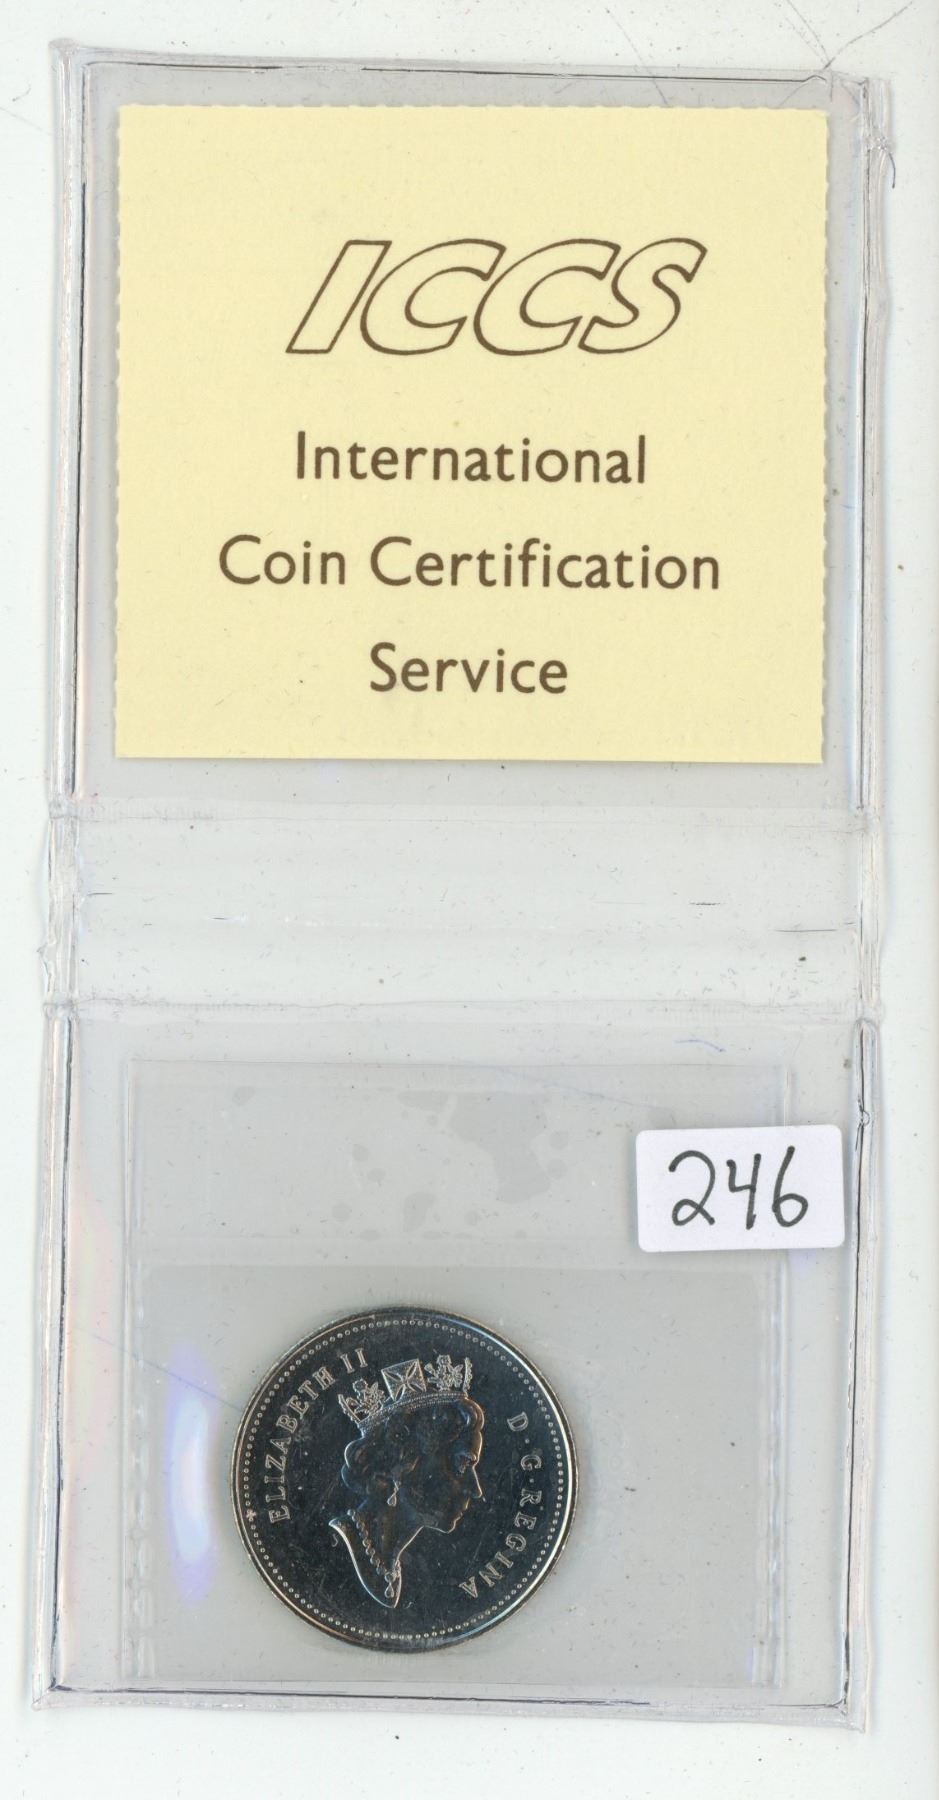 ICCS
International
Coin Certification
Service
246
ELIZABETH II D·G·REGINA